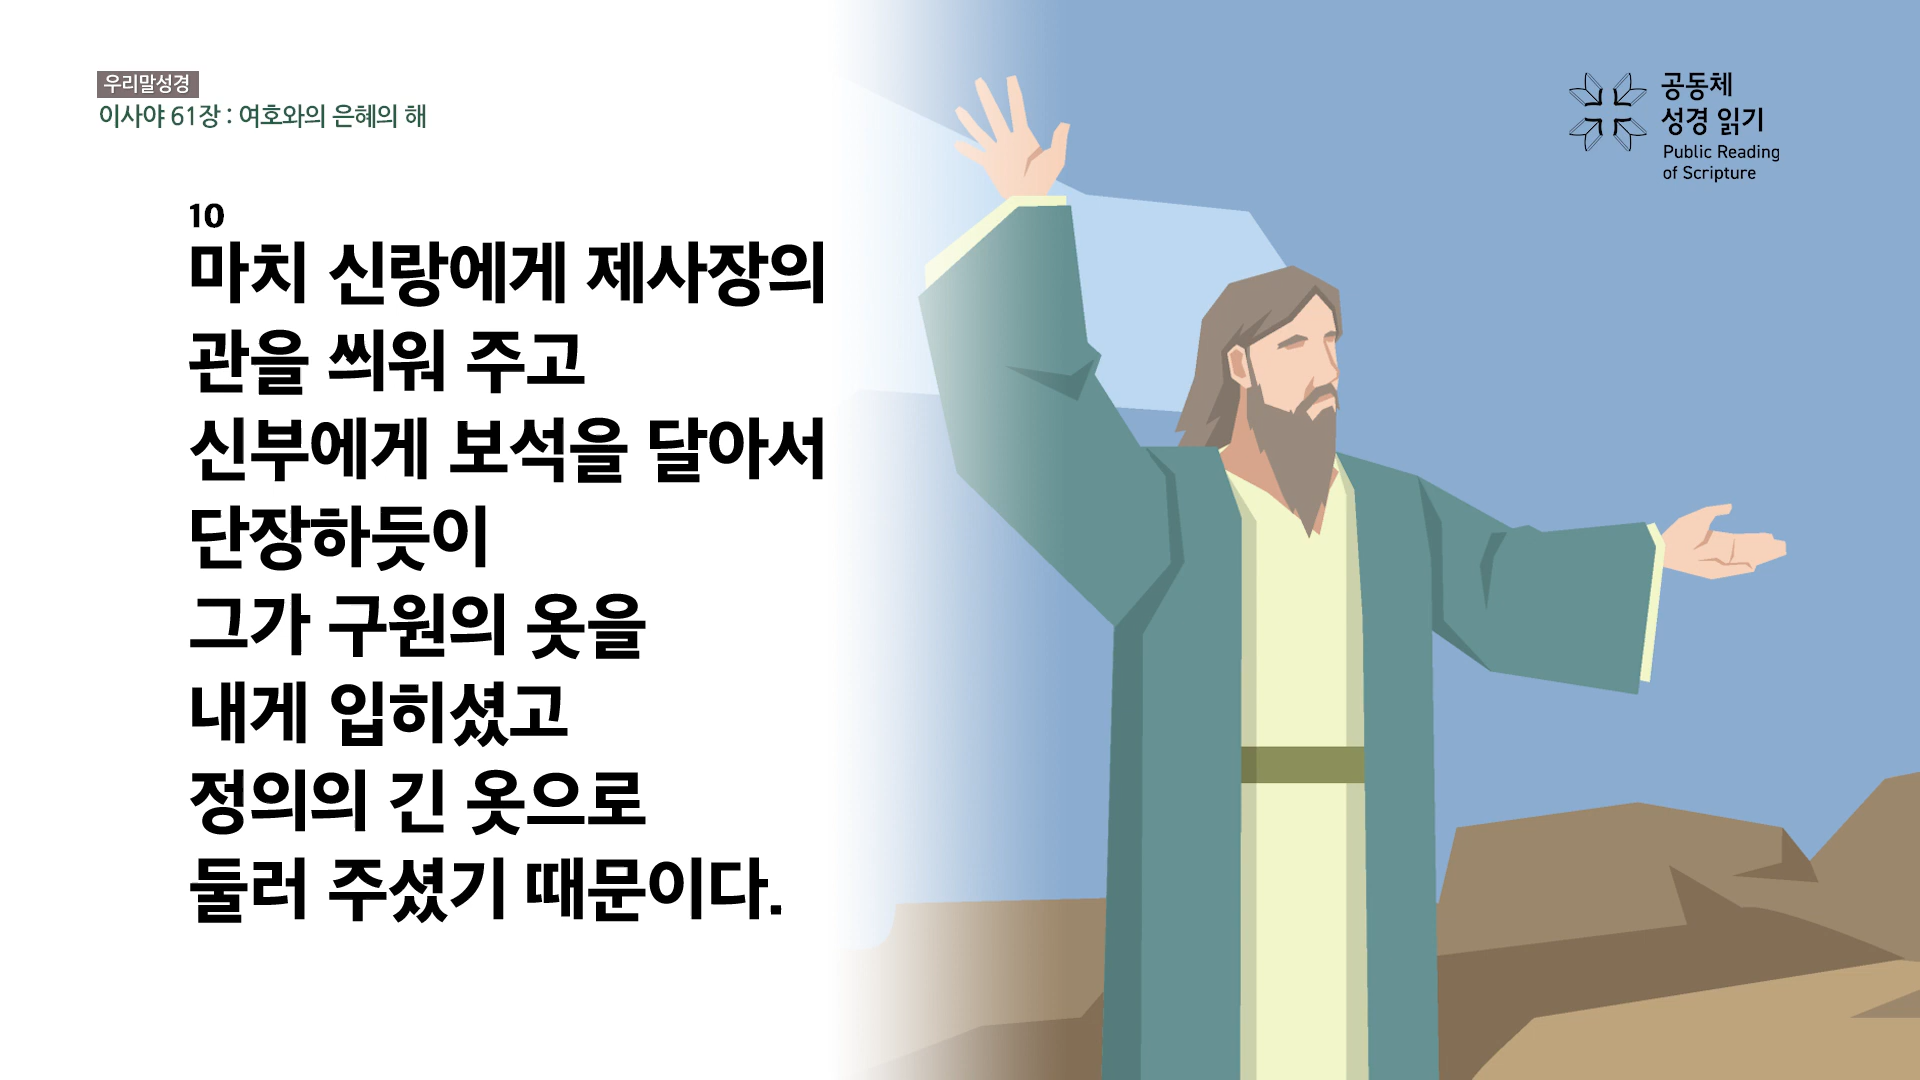 우리말성경
이사야 61장 : 여호와의 은혜의 해
공동체
성경 읽기
Public Reading
of Scripture
10
마치 신랑에게 제사장의
관을 씌워 주고
신부에게 보석을 달아서
단장하듯이
그가 구원의 옷을
내게 입히셨고
정의의 긴 옷으로
둘러 주셨기 때문이다.